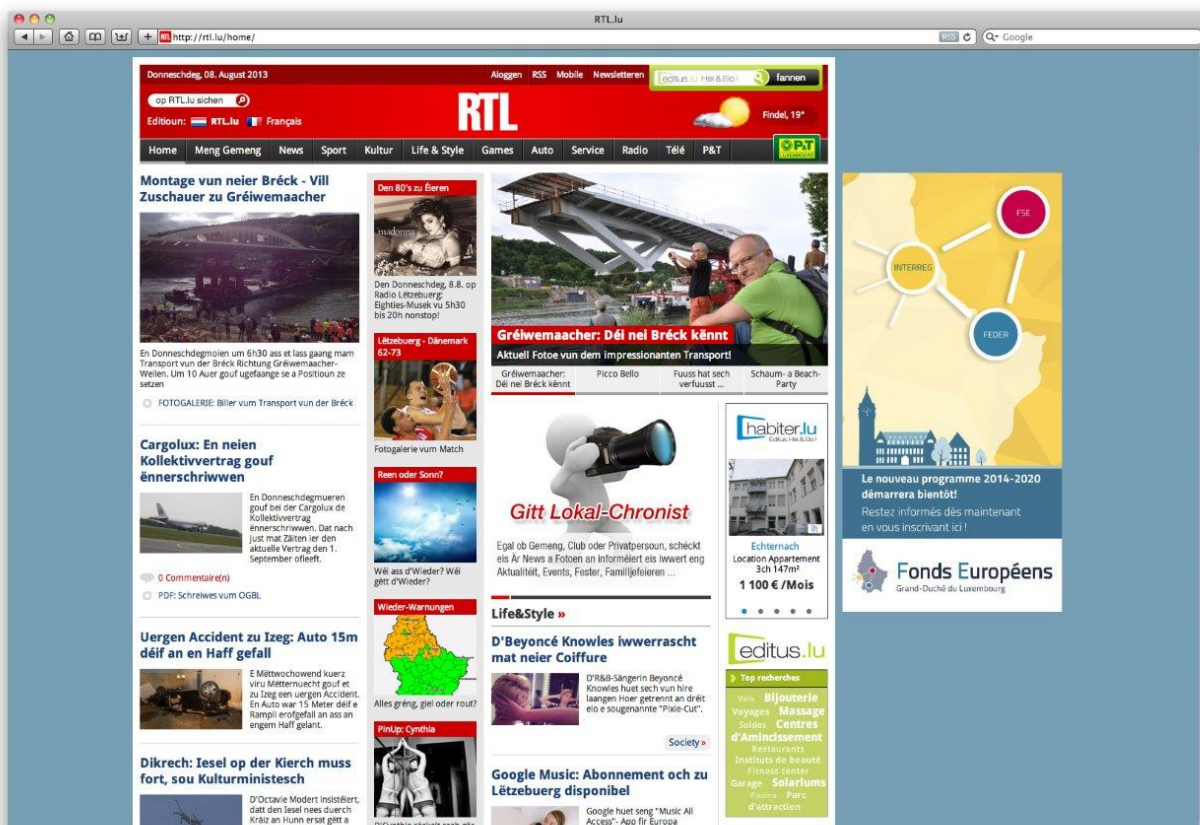 RTL.lu
http://rtl.lu/home/
RSS
Google
Donneschdeg, 08. August 2013
Aloggen RSS Mobile Newsletteren
editus.lu Hei & Go!
fannen
op RTL.lu sichen
RTL
Findel, 19°
Editioun: RTL.lu Français
Home Meng Gemeng News Sport Kultur Life & Style Games Auto Service Radio Télé P&T
P&T
LUXEMBOURG
Montage vun neier Bréck - Vill
Zuschauer zu Gréiwemaacher
En Donneschdegmoien um 6h30 ass et lass gaang mam
Transport vun der Bréck Richtung Gréiwemaacher-
Wellen. Um 10 Auer gouf ugefaange se a Positioun ze
setzen
FOTOGALERIE: Biller vum Transport vun der Bréck
Cargolux: En neien
Kollektivvertrag gouf
ënnerschriwwen
En Donneschdegmueren
gouf bei der Cargolux de
Kollektivvertrag
ënnerschriwwen. Dat nach
just mat Zäiten ier den
aktuelle Vertrag den 1.
September ofleeft.
0 Commentaire(n)
PDF: Schreiwes vum OGBL
Uergen Accident zu Izeg: Auto 15m
déif an en Haff gefall
E Mëttwochowend kuerz
viru Mëtternuecht gouf et
zu Izeg een uergen Accident.
En Auto war 15 Meter déif e
Rampli erofgefall an ass an
engem Haff gelant.
Dikrech: Iesel op der Kierch muss
fort, sou Kulturministesch
D'Octavie Modert insistéiert,
datt den Iesel nees duerch
Kräiz an Hunn ersat gëtt a
Den 80's zu Éieren
madonna
Den Donneschdeg, 8.8. op
Radio Lëtzebuerg:
Eighties-Musek vu 5h30
bis 20h nonstop!
Lëtzebuerg - Dänemark
62-73
Fotogalerie vum Match
Reen oder Sonn?
Wéi ass d'Wieder? Wéi
gëtt d'Wieder?
Wieder-Warnungen
Alles gréng, giel oder rout?
PinUp: Cynthia
Gréiwemaacher: Déi nei Bréck kënnt
Aktuell Fotoe vun dem impressionanten Transport!
Gréiwemaacher:
Déi nei Bréck kënnt
Picco Bello
Fuuss hat sech
verfuusst ...
Schaum- a Beach-
Party
Gitt Lokal-Chronist
Egal ob Gemeng, Club oder Privatpersoun, schéckt
eis Är News a Fotoen an informéiert eis iwwert eng
Aktualitéit, Events, Fester, Familljefeieren ...
Life&Style »
D'Beyoncé Knowles iwwerrascht
mat neier Coiffure
D'R&B-Sängerin Beyoncé
Knowles huet sech vun hire
laangen Hoer getrennt an dréit
elo e sougenannte "Pixie-Cut".
Society »
Google Music: Abonnement och zu
Lëtzebuerg disponibel
Google huet seng "Music All
Access"- App fir Europa
habiter.lu
Editus. Hei & Go!
Echternach
Location Appartement
3ch 147m²
1 100 € /Mois
editus.lu
Top recherches
Vélo Bijouterie
Voyages Massage
Soldes Centres
d'Amincissement
Restaurants
Instituts de beauté
Fitness center
Garage Solariums
Piscine Parc
d'attraction
FSE
INTERREG
FEDER
Le nouveau programme 2014-2020
démarrera bientôt!
Restez informés dès maintenant
en vous inscrivant ici !
Fonds Européens
Grand-Duché du Luxembourg